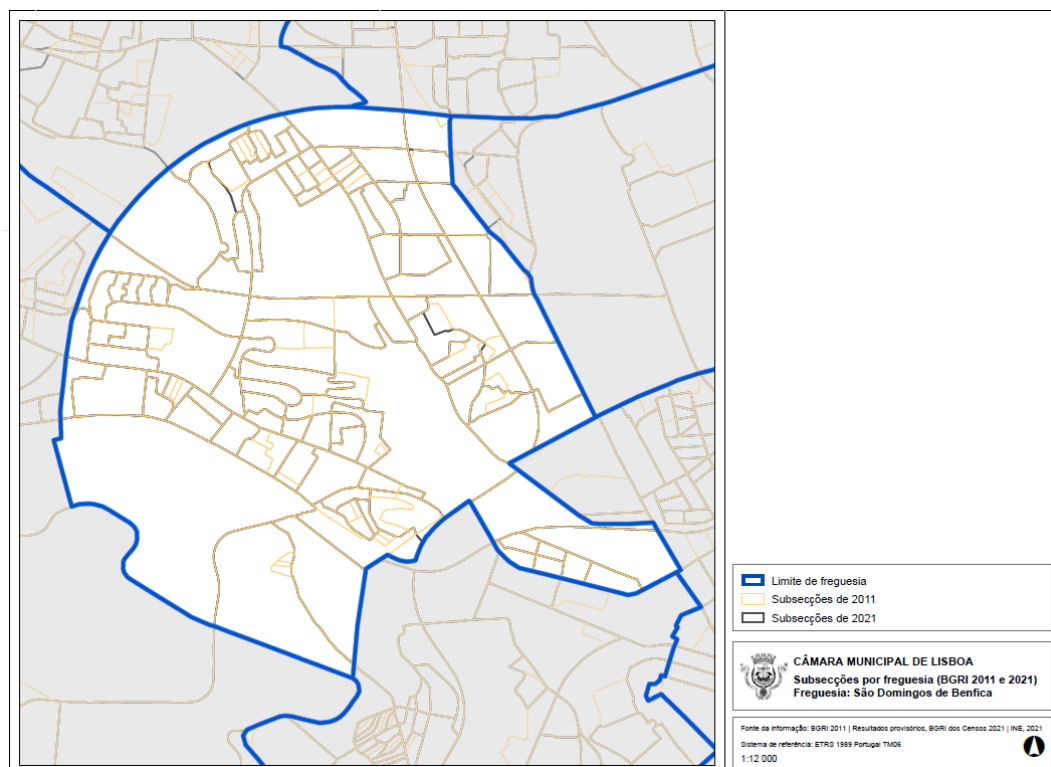 Limite de freguesia
Subsecções de 2011
Subsecções de 2021
CÂMARA MUNICIPAL DE LISBOA
Subsecções por freguesia (BGRI 2011 e 2021)
Freguesia: São Domingos de Benfica
Fonte da Informação: BGRI 2011 | Resultados provisórios, BGRI dos Censos 2021 | INE, 2021
Sistema de referência: ETRS 1989 Portugal TM06
1:12 000